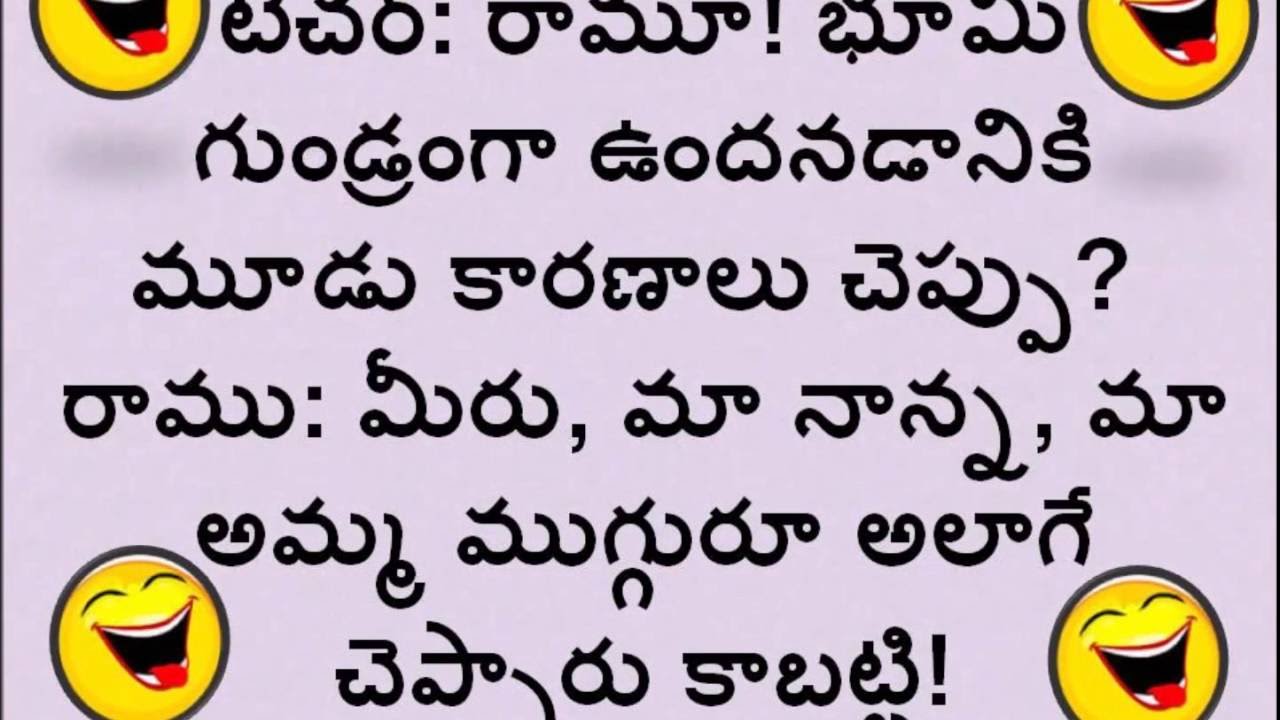 టీచర్: రామూ! భూమి
గుండ్రంగా ఉందనడానికి
మూడు కారణాలు చెప్పు?
రాము: మీరు, మా నాన్న, మా
అమ్మ ముగ్గురూ అలాగే
చెప్పారు కాబట్టి!